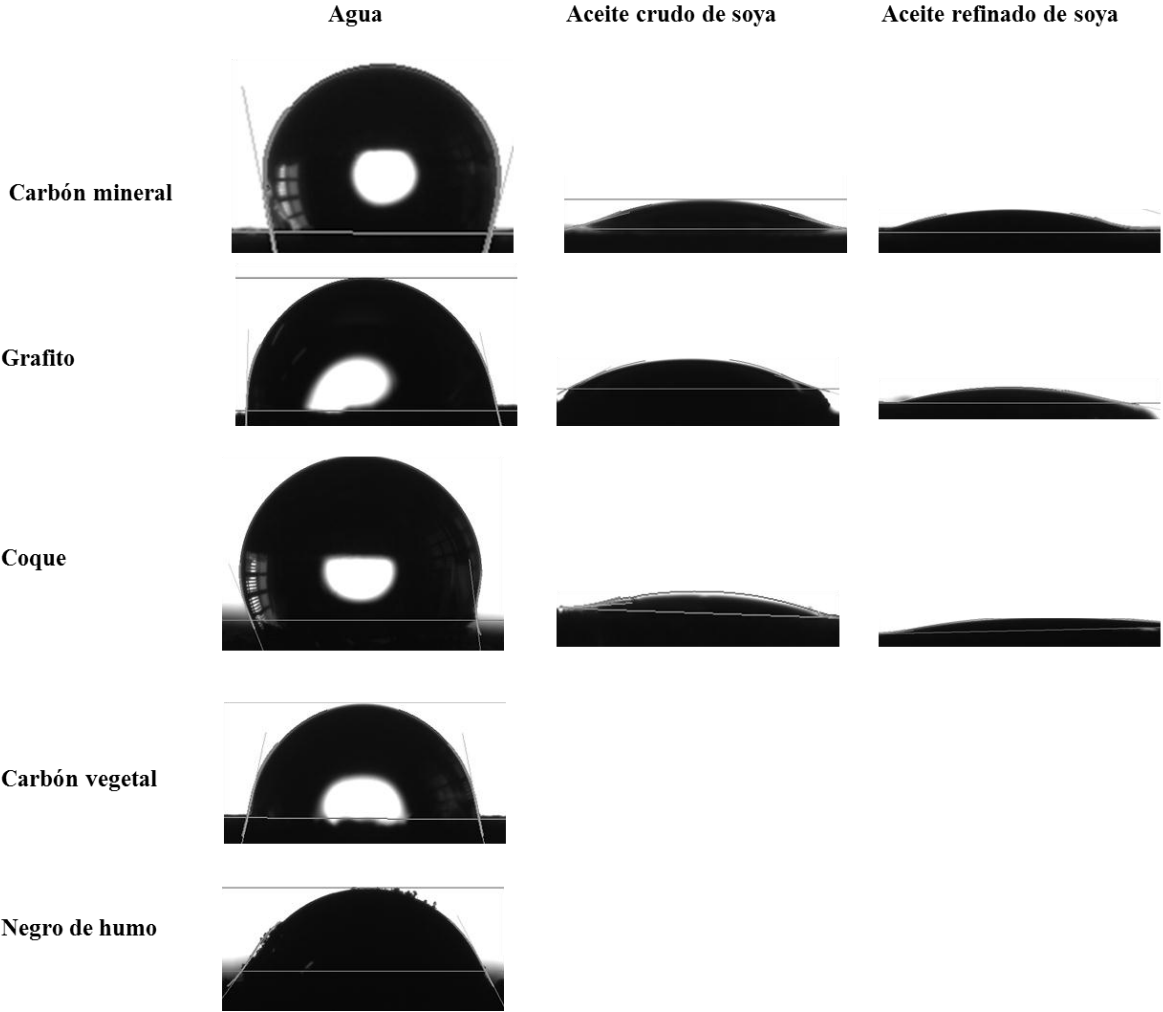 Agua Aceite crudo de soya Aceite refinado de soya
Carbón mineral
Grafito
Coque
Carbón vegetal
Negro de humo